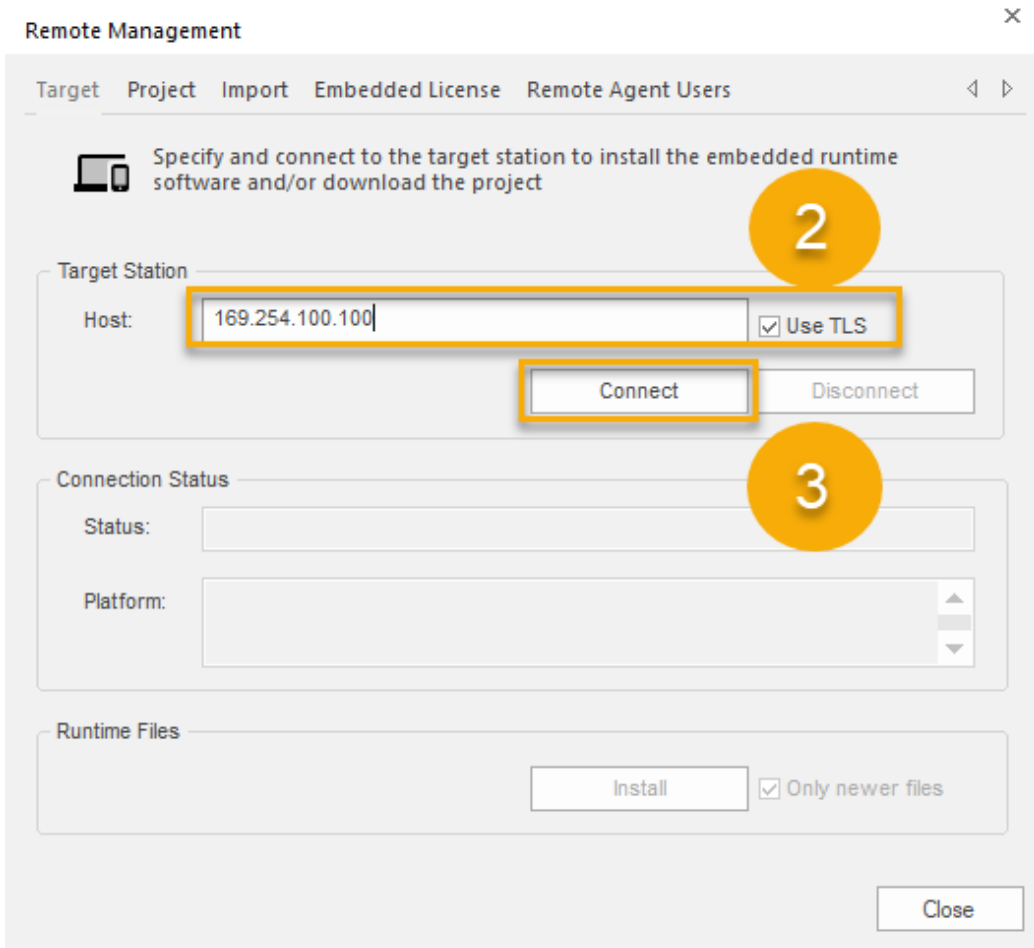 Remote Management
Target Project Import Embedded License Remote Agent Users
Specify and connect to the target station to install the embedded runtime
software and/or download the project
2
Target Station
Host: 169.254.100.100 Use TLS
Connect Disconnect
3
Connection Status
Status:
Platform:
Runtime Files
Install Only newer files
Close